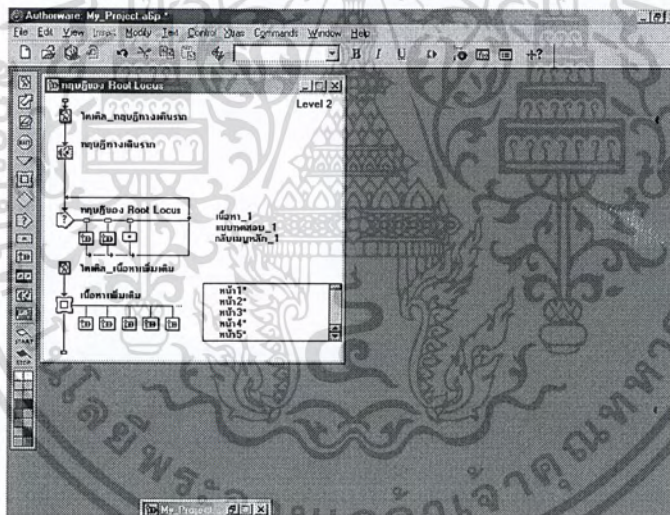 Authorware: My_Project.a6p *
File Edit View Insert Modify Text Control Xtras Commands Window Help
B I U
ทฤษฎีของ Root Locus
Level 2
ไตเติล_ทฤษฎีทางเดินราก
ทฤษฎีทางเดินราก
ทฤษฎีของ Root Locus
เนื้อหา_1
แบบทดสอบ_1
กลับเมนูหลัก_1
ไตเติล_เนื้อหาเพิ่มเติม
เนื้อหาเพิ่มเติม
หน้า1*
หน้า2*
หน้า3*
หน้า4*
หน้า5*
START
STOP
My_Project...